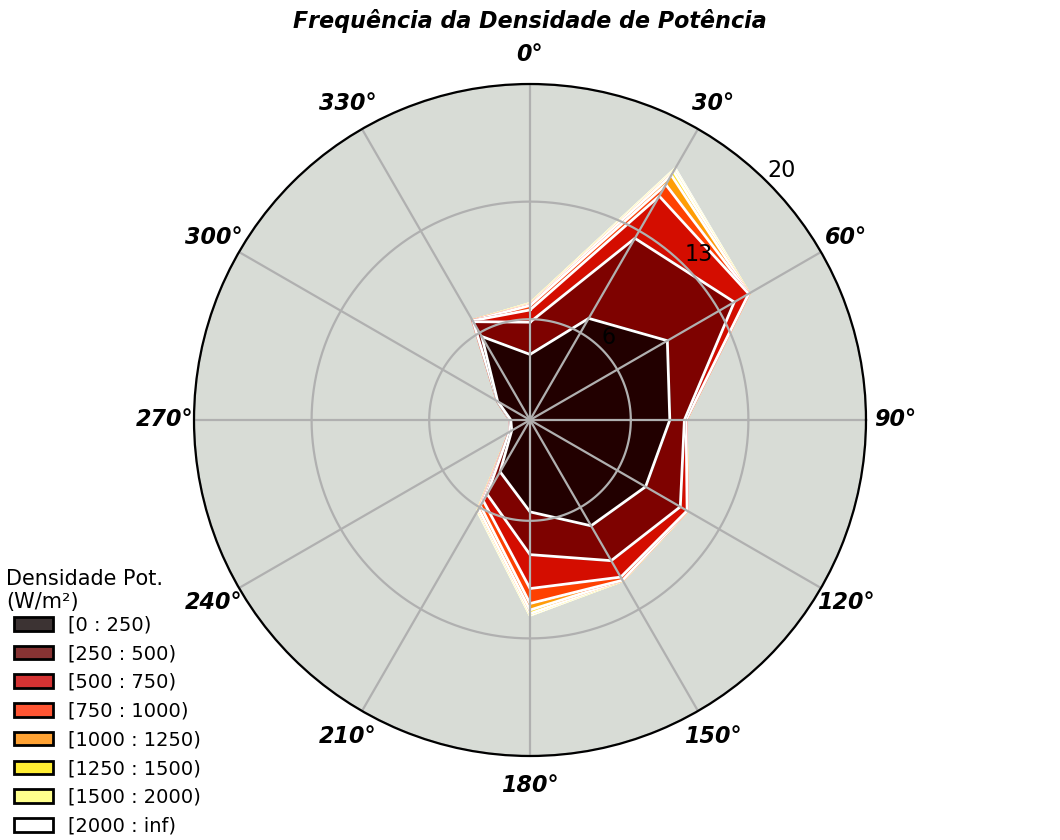 Frequência da Densidade de Potência
0°
30°
60°
90°
120°
150°
180°
210°
240°
270°
300°
330°
20
13
6
Densidade Pot.
(W/m²)
[0 : 250)
[250 : 500)
[500 : 750)
[750 : 1000)
[1000 : 1250)
[1250 : 1500)
[1500 : 2000)
[2000 : inf)